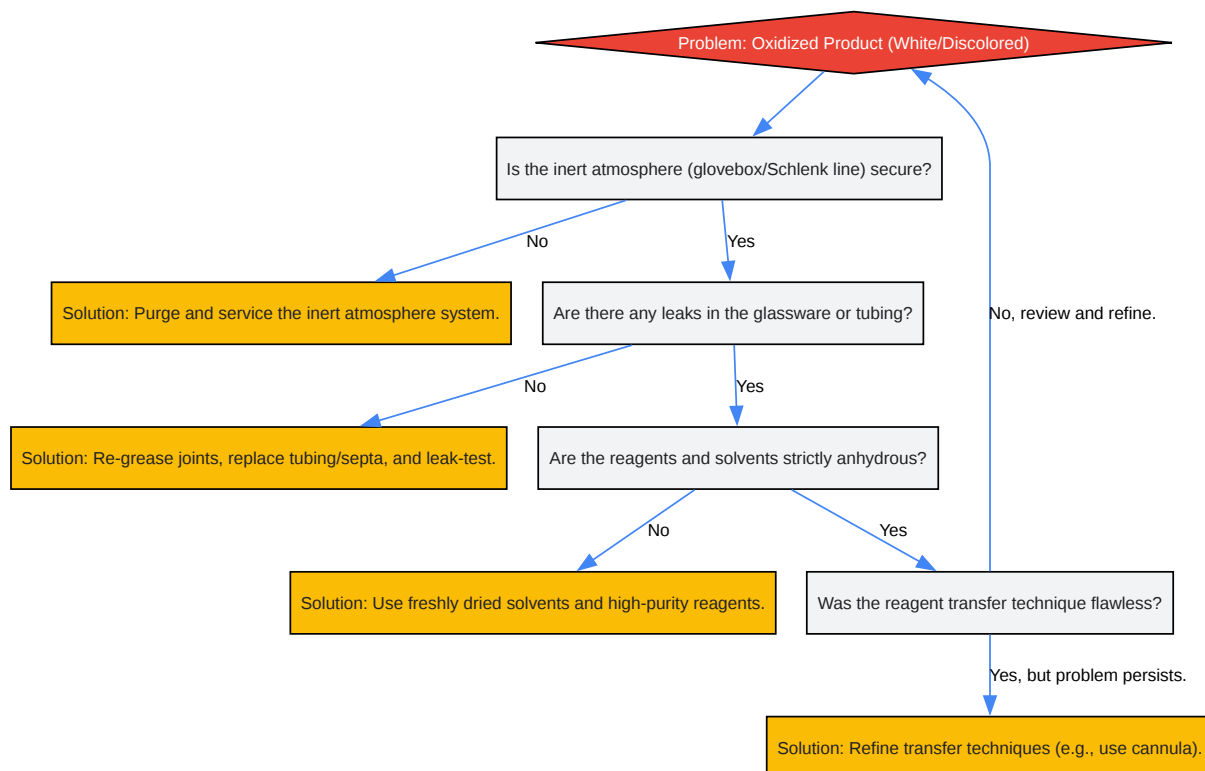 Problem: Oxidized Product (White/Discolored)
Is the inert atmosphere (glovebox/Schlenk line) secure?
No
Yes
Solution: Purge and service the inert atmosphere system.
Are there any leaks in the glassware or tubing?
No, review and refine.
No
Yes
Solution: Re-grease joints, replace tubing/septa, and leak-test.
Are the reagents and solvents strictly anhydrous?
No
Yes
Solution: Use freshly dried solvents and high-purity reagents.
Was the reagent transfer technique flawless?
Yes, but problem persists.
Solution: Refine transfer techniques (e.g., use cannula).